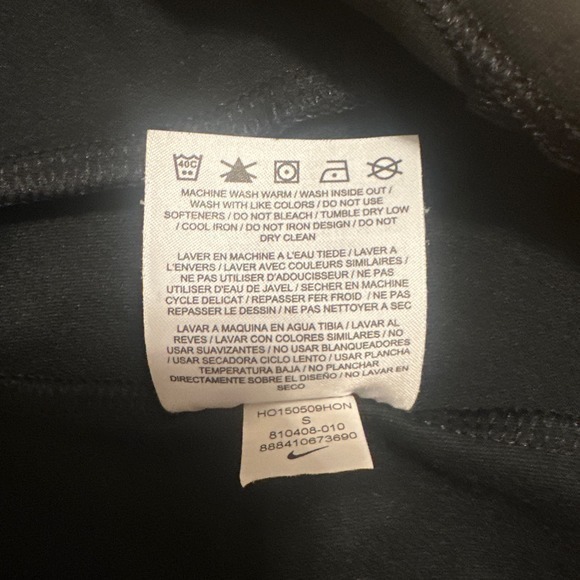 40C
MACHINE WASH WARM / WASH INSIDE OUT /
WASH WITH LIKE COLORS / DO NOT USE
SOFTENERS / DO NOT BLEACH / TUMBLE DRY LOW
/ COOL IRON / DO NOT IRON DESIGN / DO NOT
DRY CLEAN
LAVER EN MACHINE A L'EAU TIEDE / LAVER A
L'ENVERS / LAVER AVEC COULEURS SIMILAIRES /
NE PAS UTILISER D'ADOUCISSEUR / NE PAS
UTILISER D'EAU DE JAVEL / SECHER EN MACHINE
CYCLE DELICAT / REPASSER FER FROID / NE PAS
REPASSER LE DESSIN / NE PAS NETTOYER A SEC
LAVAR A MAQUINA EN AGUA TIBIA / LAVAR AL
REVES / LAVAR CON COLORES SIMILARES / NO
USAR SUAVIZANTES / NO USAR BLANQUEADORES
/ USAR SECADORA CICLO LENTO / USAR PLANCHA
TEMPERATURA BAJA / NO PLANCHAR
DIRECTAMENTE SOBRE EL DISEÑO / NO LAVAR EN
SECO
HO150509HON
S
810408-010
888410673690